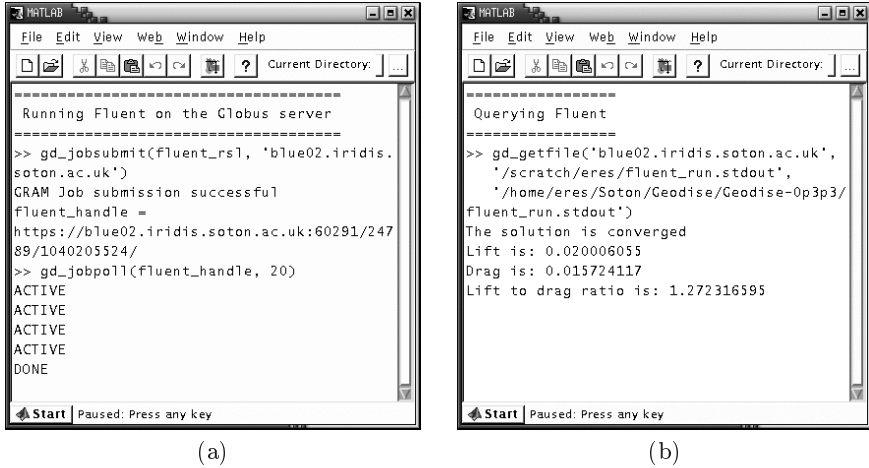 MATLAB
File Edit View Web Window Help
? Current Directory: ...
=====================================
Running Fluent on the Globus server
=====================================
>> gd_jobsubmit(fluent_rsl, 'blue02.iridis.
soton.ac.uk')
GRAM Job submission successful
fluent_handle =
https://blue02.iridis.soton.ac.uk:60291/247
89/1040205524/
>> gd_jobpoll(fluent_handle, 20)
ACTIVE
ACTIVE
ACTIVE
ACTIVE
DONE
Start Paused: Press any key
(a)
MATLAB
File Edit View Web Window Help
? Current Directory: ...
=================
Querying Fluent
=================
>> gd_getfile('blue02.iridis.soton.ac.uk',
'/scratch/eres/fluent_run.stdout',
'/home/eres/Soton/Geodise/Geodise-0p3p3/
fluent_run.stdout')
The solution is converged
Lift is: 0.020006055
Drag is: 0.015724117
Lift to drag ratio is: 1.272316595
Start Paused: Press any key
(b)